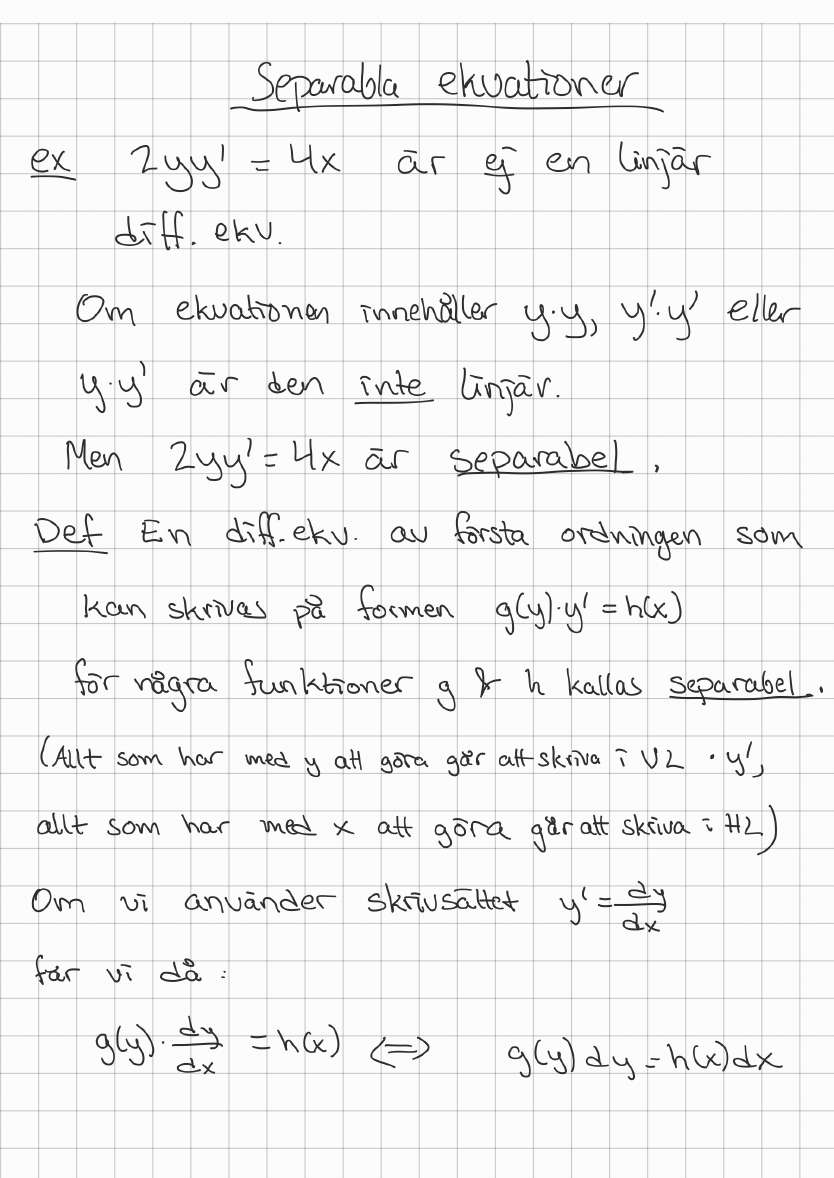 Separabla ekvationer
ex 2yy' = 4x är ej en linjär
diff. ekv.
Om ekvationen innehåller y·y, y'·y' eller
y·y' är den inte linjär.
Men 2yy' = 4x är separabel.
Def En diff.ekv. av första ordningen som
kan skrivas på formen g(y)·y' = h(x)
för några funktioner g & h kallas separabel.
(Allt som har med y att göra går att skriva i VL · y',
allt som har med x att göra går att skriva i HL)
Om vi använder skrivsättet y' = dy/dx
får vi då:
g(y)·dy/dx = h(x) <=> g(y)dy = h(x)dx